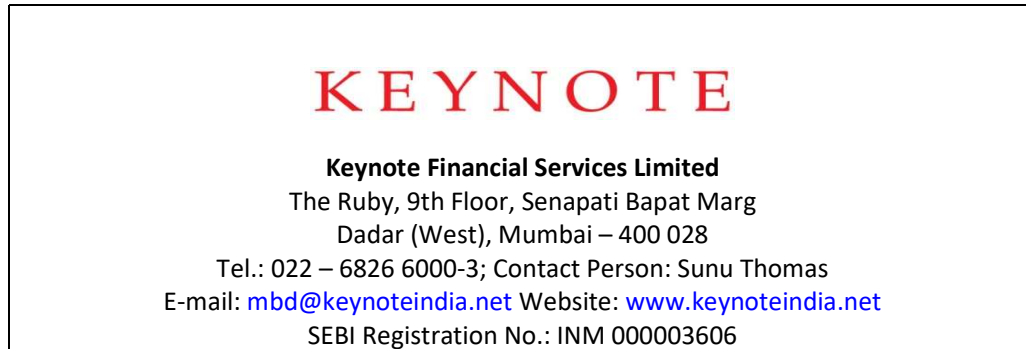 KEYNOTE
Keynote Financial Services Limited
The Ruby, 9th Floor, Senapati Bapat Marg
Dadar (West), Mumbai – 400 028
Tel.: 022 – 6826 6000-3; Contact Person: Sunu Thomas
E-mail: mbd@keynoteindia.net Website: www.keynoteindia.net
SEBI Registration No.: INM 000003606